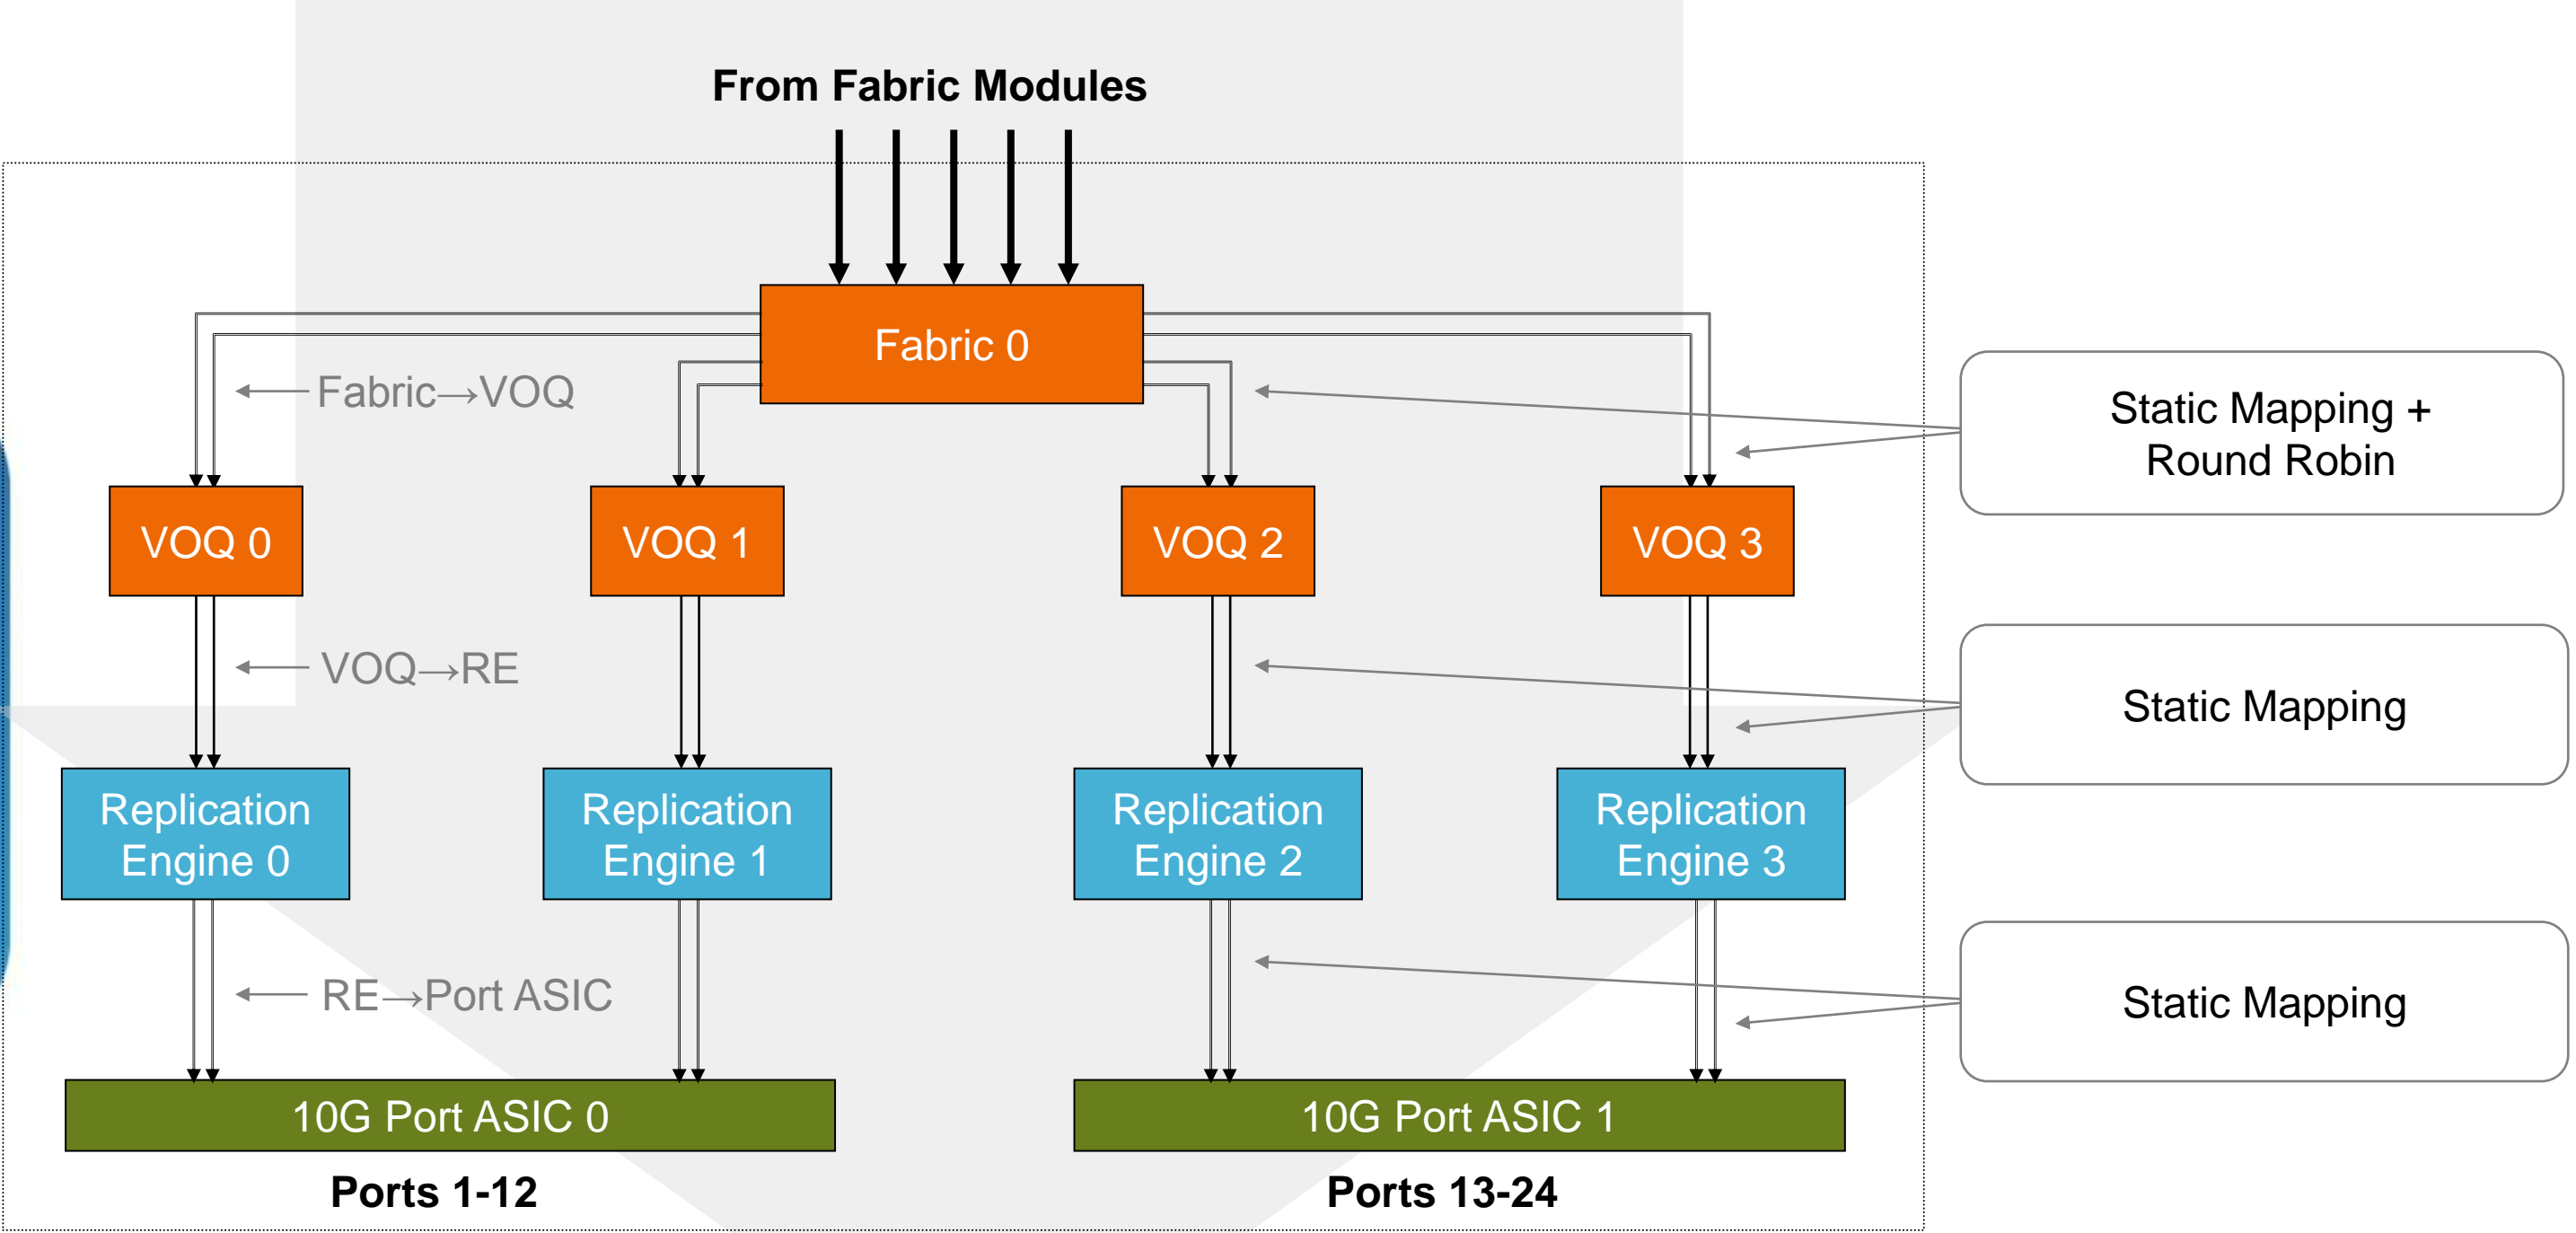 From Fabric Modules
Fabric 0
Fabric→VOQ
Static Mapping +
Round Robin
VOQ 0
VOQ 1
VOQ 2
VOQ 3
VOQ→RE
Static Mapping
Replication
Engine 0
Replication
Engine 1
Replication
Engine 2
Replication
Engine 3
RE→Port ASIC
Static Mapping
10G Port ASIC 0
10G Port ASIC 1
Ports 1-12
Ports 13-24